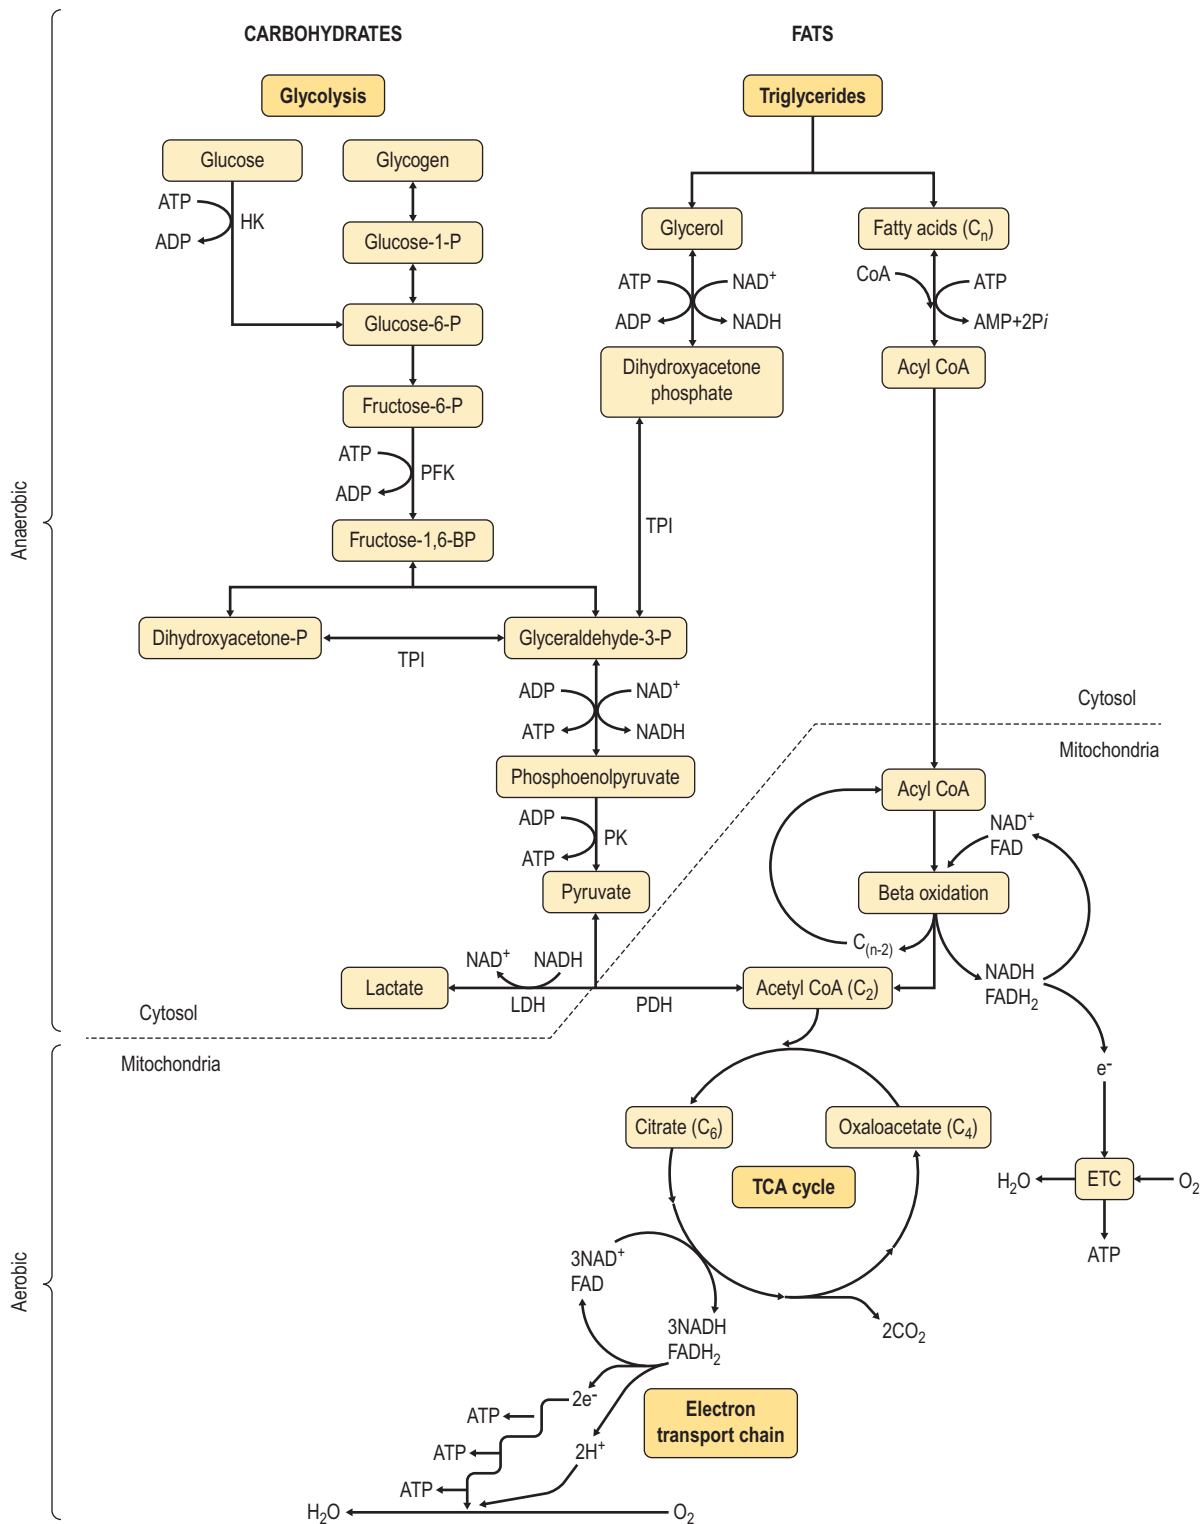 CARBOHYDRATES
FATS
Glycolysis
Triglycerides
Glucose
Glycogen
ATP
HK
ADP
Glucose-1-P
Glucose-6-P
Fructose-6-P
ATP
PFK
ADP
Fructose-1,6-BP
Glycerol
Fatty acids (Cₙ)
ATP
NAD⁺
ADP
NADH
CoA
ATP
AMP+2Pi
Dihydroxyacetone
phosphate
Acyl CoA
TPI
Anaerobic
Dihydroxyacetone-P
TPI
Glyceraldehyde-3-P
ADP
NAD⁺
ATP
NADH
Cytosol
Mitochondria
Phosphoenolpyruvate
ADP
PK
ATP
Pyruvate
Acyl CoA
NAD⁺
FAD
Beta oxidation
C₍ₙ₋₂₎
NADH
FADH₂
NAD⁺
NADH
Lactate
LDH
PDH
Acetyl CoA (C₂)
Cytosol
Mitochondria
e⁻
Citrate (C₆)
Oxaloacetate (C₄)
TCA cycle
H₂O
ETC
O₂
ATP
Aerobic
3NAD⁺
FAD
3NADH
FADH₂
2CO₂
2e⁻
ATP
Electron
transport chain
ATP
2H⁺
ATP
H₂O
O₂